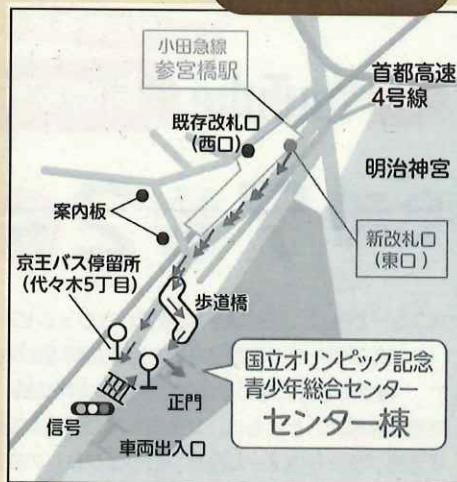 小田急線
参宮橋駅
首都高速
4号線
既存改札口
(西口)
明治神宮
案内板
新改札口
(東口)
京王バス停留所
(代々木5丁目)
歩道橋
国立オリンピック記念
青少年総合センター
センター棟
正門
信号
車両出入口